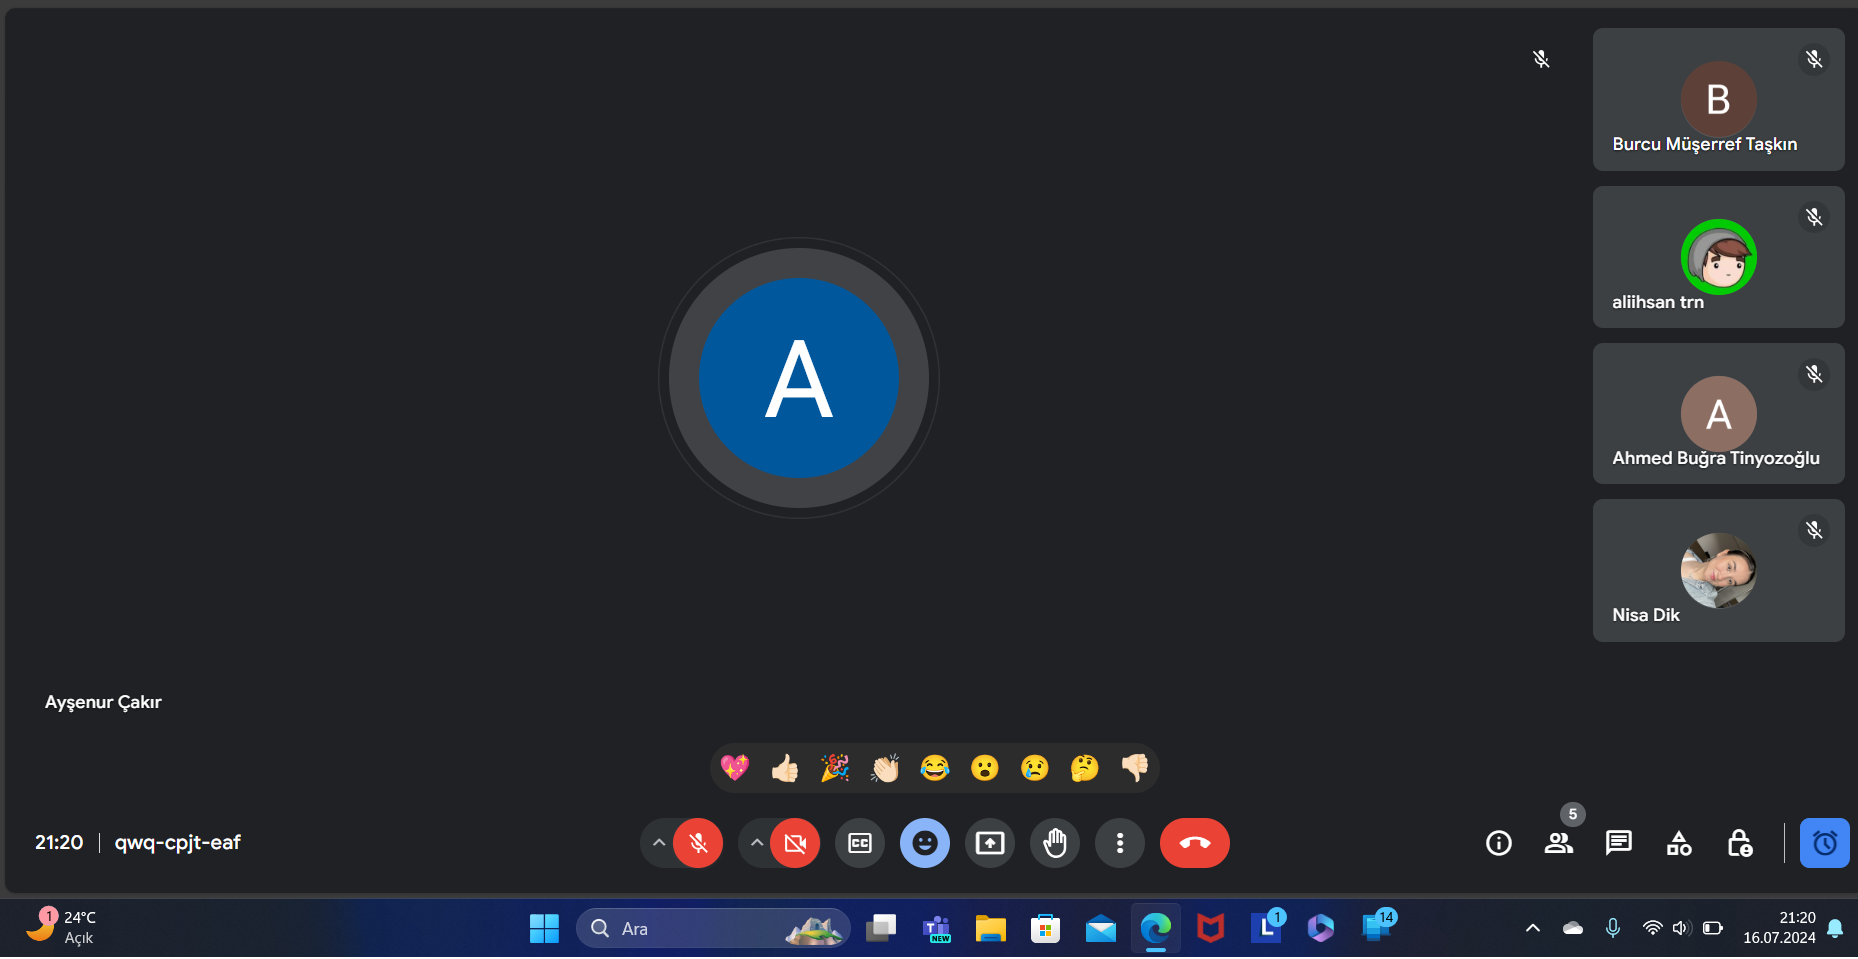 B
Burcu Müşerref Taşkın
aliihsan trn
A
A
Ahmed Buğra Tinyozoğlu
Nisa Dik
Ayşenur Çakır
21:20 | qwq-cpjt-eaf
CC
5
1
24°C
Açık
Ara
T
NEW
L
1
14
21:20
16.07.2024